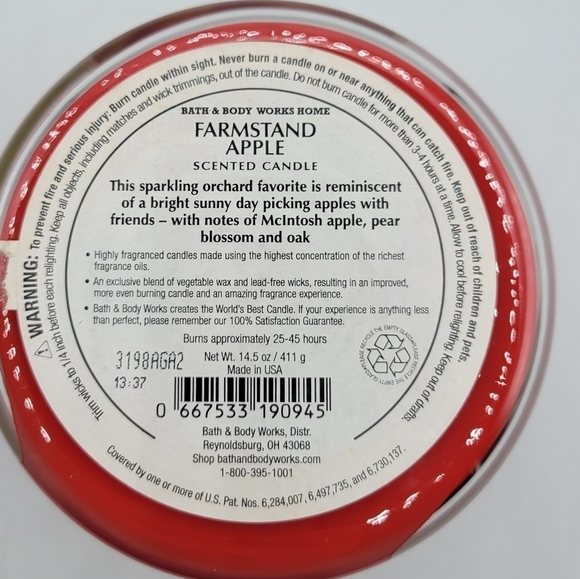 WARNING: To prevent fire and serious injury: Burn candle within sight. Never burn a candle on or near anything that can catch fire. Keep out of reach of children and pets.
Trim wicks to 1/4 inch before each relighting. Keep all objects, including matches and wick trimmings, out of the candle. Do not burn candle for more than 3-4 hours at a time. Allow to cool before relighting. Keep out of drafts.
BATH & BODY WORKS HOME
FARMSTAND
APPLE
SCENTED CANDLE
This sparkling orchard favorite is reminiscent
of a bright sunny day picking apples with
friends – with notes of McIntosh apple, pear
blossom and oak
• Highly fragranced candles made using the highest concentration of the richest
fragrance oils.
• An exclusive blend of vegetable wax and lead-free wicks, resulting in an improved,
more even burning candle and an amazing fragrance experience.
• Bath & Body Works creates the World's Best Candle. If your experience is anything less
than perfect, please remember our 100% Satisfaction Guarantee.
Burns approximately 25-45 hours
3198AGA2
13:37
Net Wt. 14.5 oz / 411 g
Made in USA
PLEASE RECYCLE THE EMPTY GLASS • PLEASE RECYCLE THE EMPTY GLASS •
0 667533 190945
Bath & Body Works, Distr.
Reynoldsburg, OH 43068
Shop bathandbodyworks.com
1-800-395-1001
Covered by one or more of U.S. Pat. Nos. 6,284,007, 6,497,735, and 6,730,137.